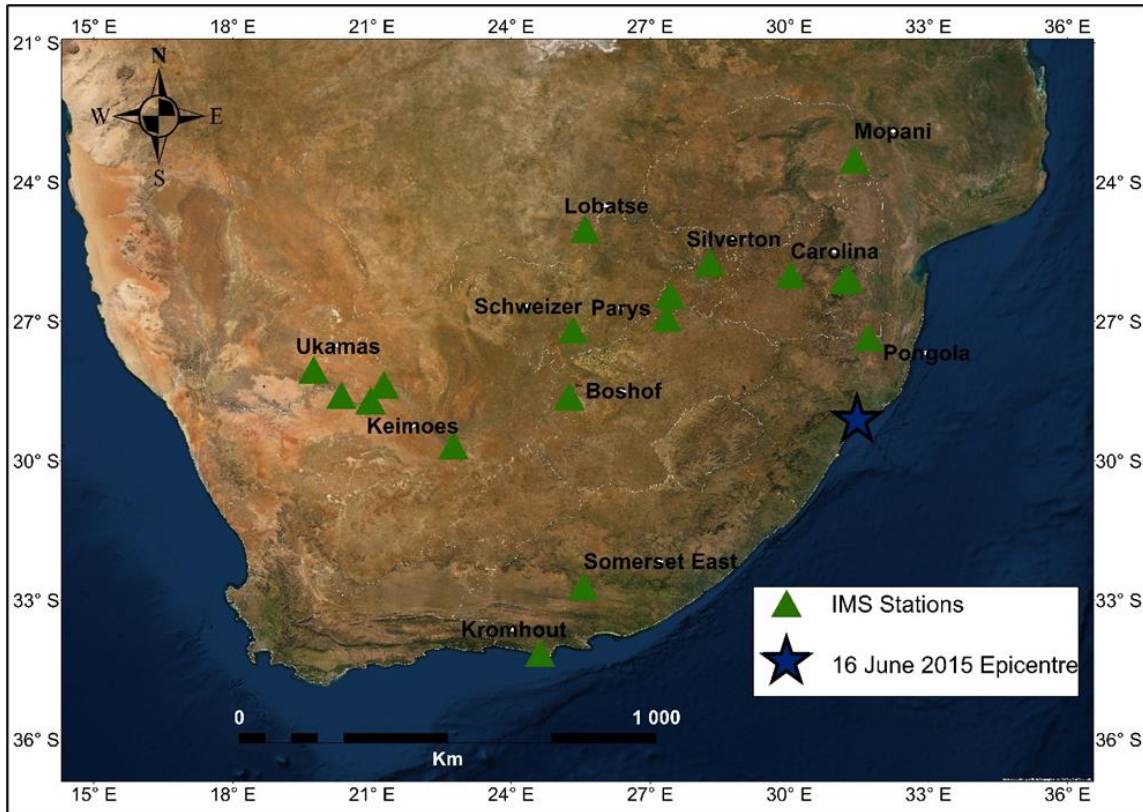 15° E 18° E 21° E 24° E 27° E 30° E 33° E 36° E
21° S
N
W E
S
Mopani
24° S 24° S
Lobatse
Silverton Carolina
Schweizer Parys
27° S 27° S
Ukamas
Pongola
Boshof
Keimoes
30° S 30° S
Somerset East
33° S 33° S
Kromhout
IMS Stations
16 June 2015 Epicentre
0 1 000
Km
36° S 36° S
15° E 18° E 21° E 24° E 27° E 30° E 33° E 36° E